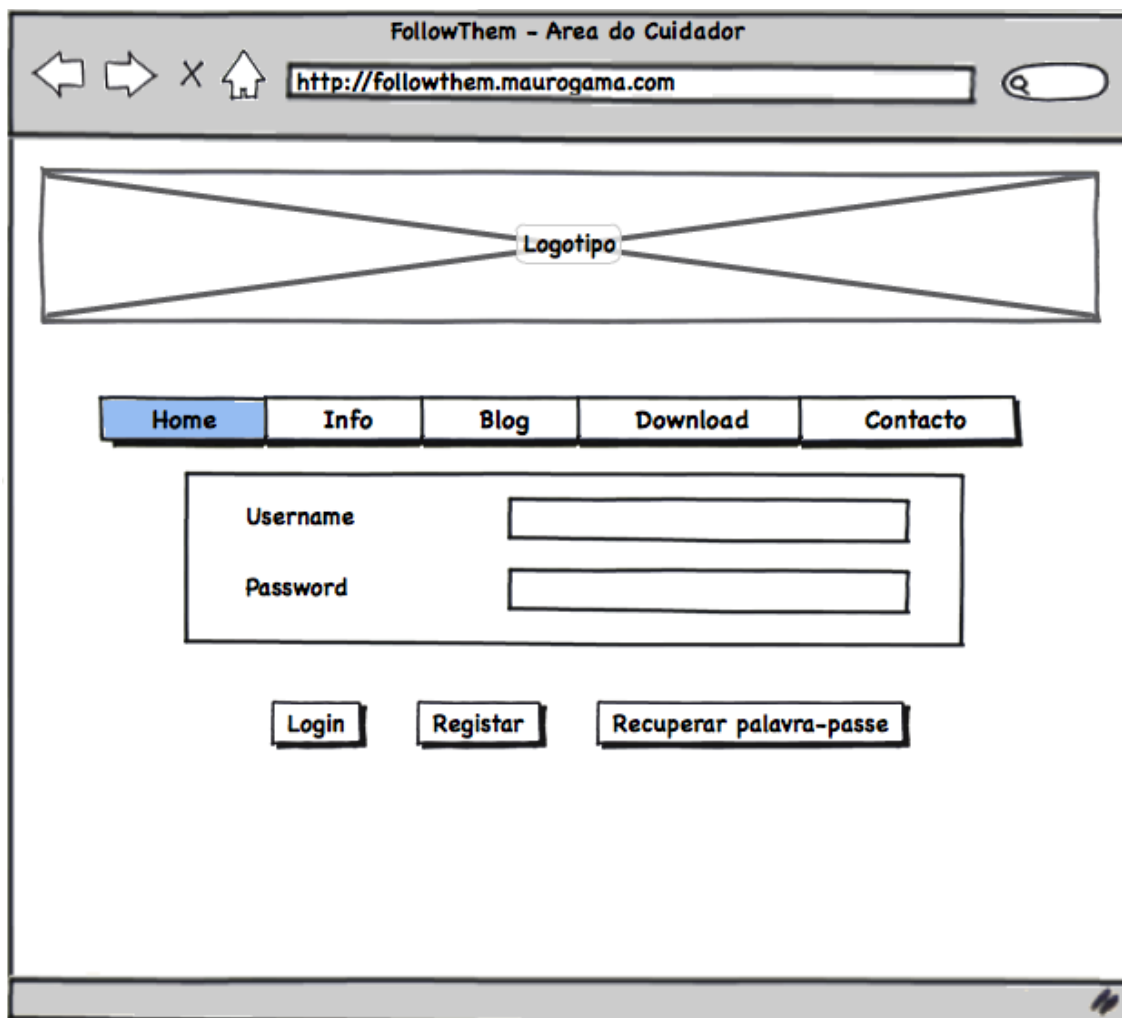 FollowThem - Area do Cuidador
http://followthem.maurogama.com
Logotipo
Home Info Blog Download Contacto
Username
Password
Login Registar Recuperar palavra-passe